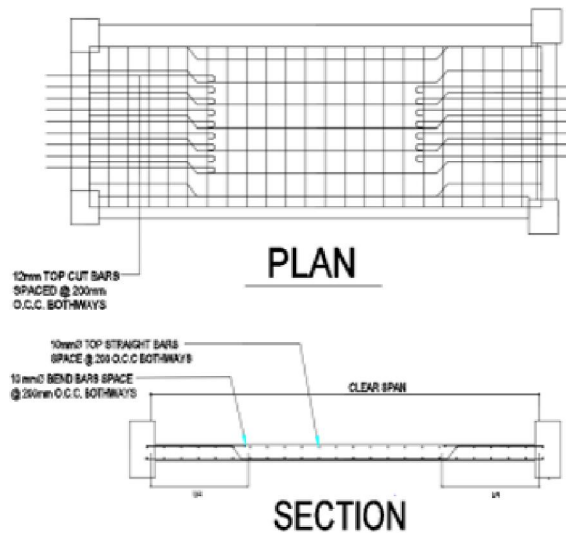 PLAN
12mm TOP CUT BARS
SPACED @ 200mm
O.C.C. BOTHWAYS
10mmØ TOP STRAIGHT BARS
SPACE @ 200 O.C.C BOTHWAYS
10 mmØ BEND BARS SPACE
@ 200mm O.C.C. BOTHWAYS
CLEAR SPAN
SECTION